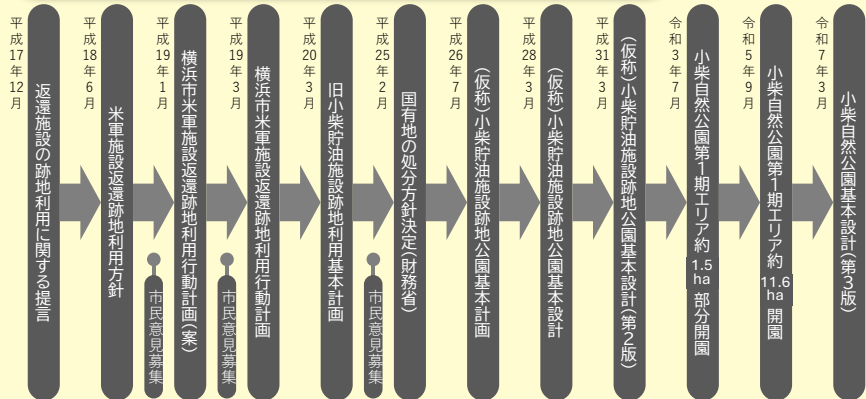 平成17年12月
返還施設の跡地利用に関する提言
平成18年6月
米軍施設返還跡地利用方針
市民意見募集
平成19年1月
横浜市米軍施設返還跡地利用行動計画(案)
市民意見募集
平成19年3月
横浜市米軍施設返還跡地利用行動計画
平成20年3月
旧小柴貯油施設跡地利用基本計画
市民意見募集
平成25年2月
国有地の処分方針決定(財務省)
平成26年7月
(仮称)小柴貯油施設跡地公園基本計画
平成28年3月
(仮称)小柴貯油施設跡地公園基本設計
平成31年3月
(仮称)小柴貯油施設跡地公園基本設計(第2版)
令和3年7月
小柴自然公園第1期エリア約1.5ha部分開園
令和5年9月
小柴自然公園第1期エリア約11.6ha開園
令和7年3月
小柴自然公園基本設計(第3版)